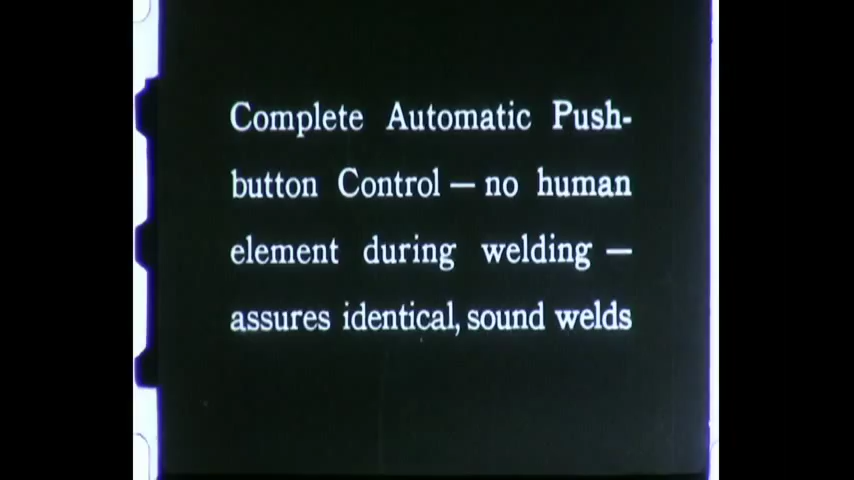 Complete Automatic Push-
button Control — no human
element during welding —
assures identical, sound welds